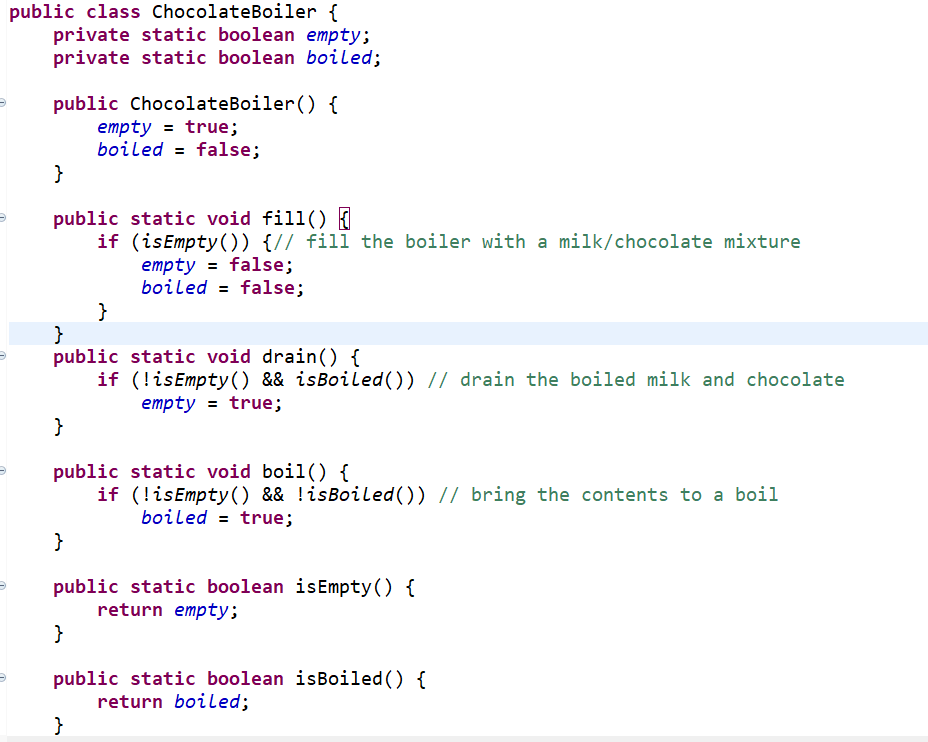 public class ChocolateBoiler {
    private static boolean empty;
    private static boolean boiled;

    public ChocolateBoiler() {
        empty = true;
        boiled = false;
    }

    public static void fill() {
        if (isEmpty()) {// fill the boiler with a milk/chocolate mixture
            empty = false;
            boiled = false;
        }
    }
    public static void drain() {
        if (!isEmpty() && isBoiled()) // drain the boiled milk and chocolate
            empty = true;
    }

    public static void boil() {
        if (!isEmpty() && !isBoiled()) // bring the contents to a boil
            boiled = true;
    }

    public static boolean isEmpty() {
        return empty;
    }

    public static boolean isBoiled() {
        return boiled;
    }